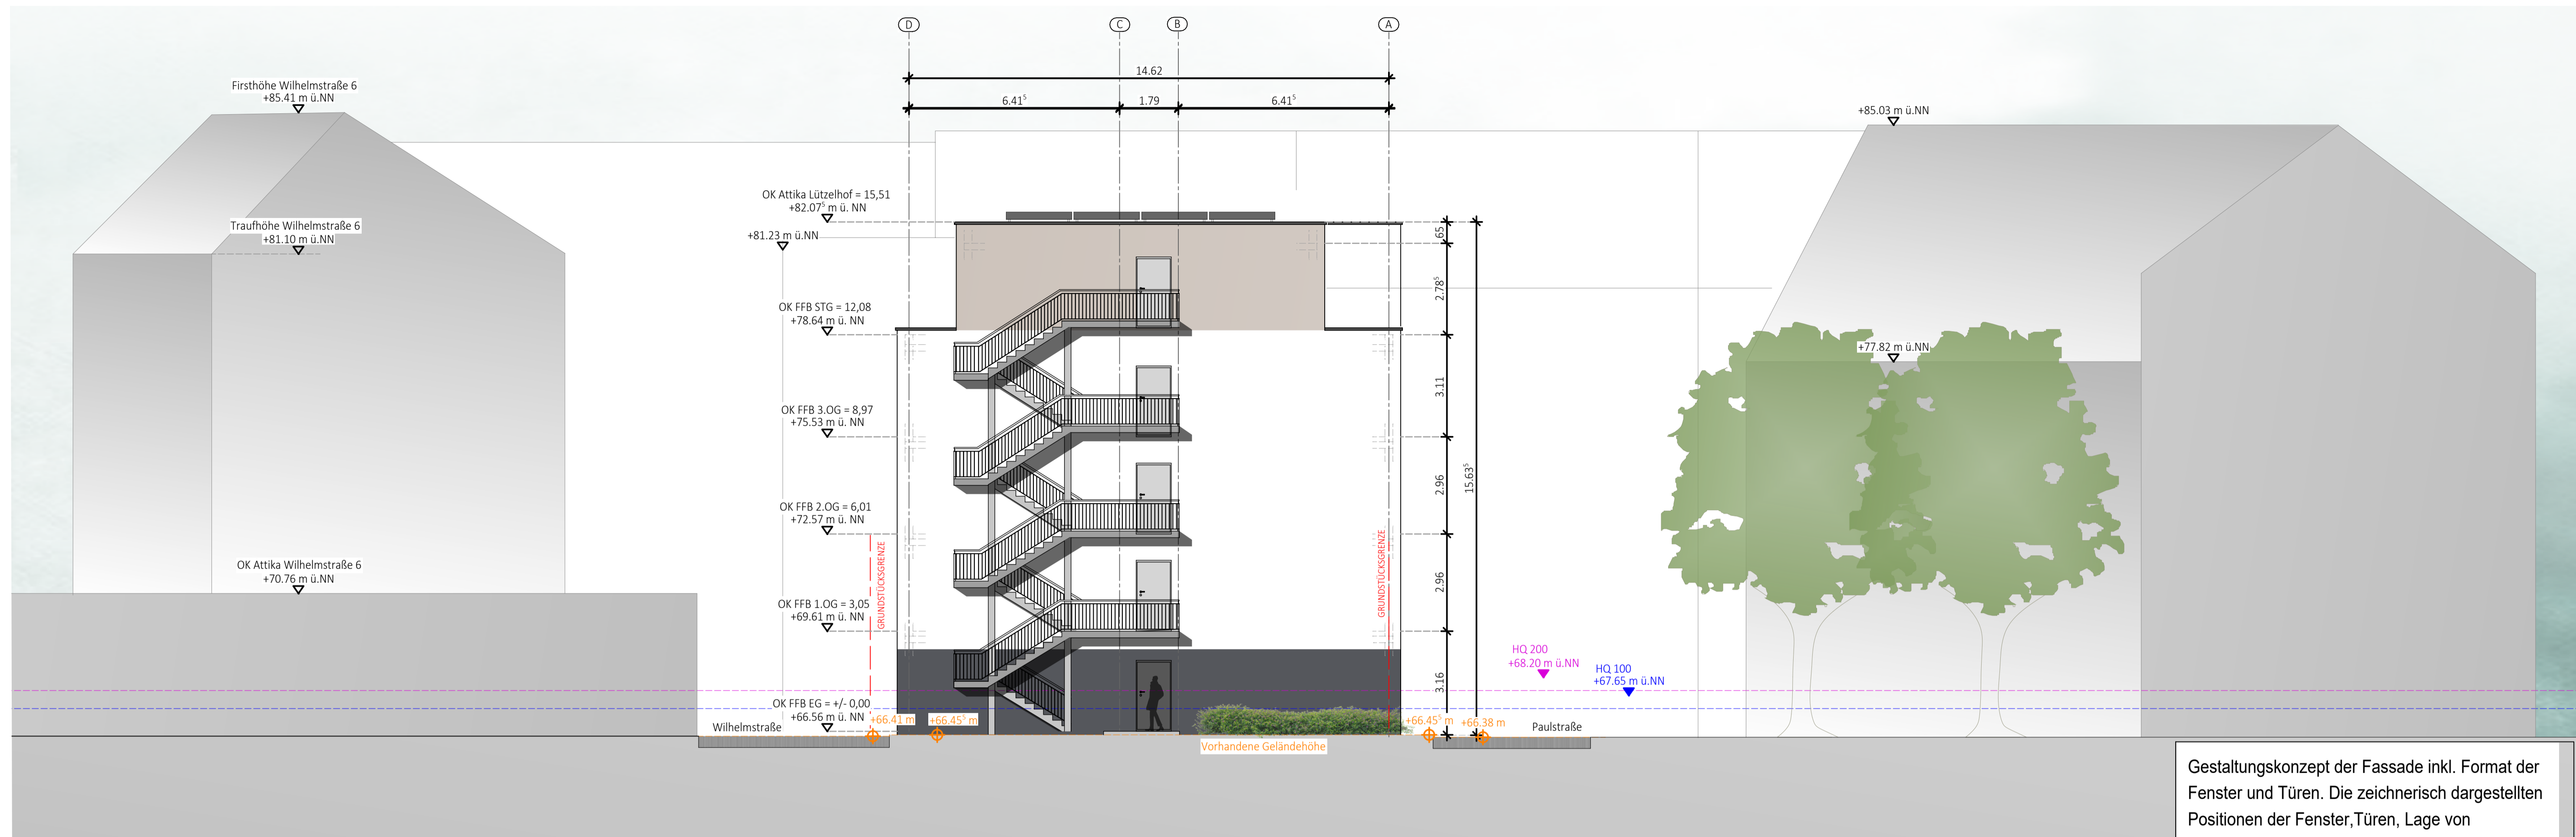 D
C
B
A
14.62
6.41⁵
1.79
6.41⁵
Firsthöhe Wilhelmstraße 6
+85.41 m ü.NN
+85.03 m ü.NN
OK Attika Lützelhof = 15,51
+82.07⁵ m ü. NN
Traufhöhe Wilhelmstraße 6
+81.10 m ü.NN
+81.23 m ü.NN
65
2.78⁵
OK FFB STG = 12,08
+78.64 m ü. NN
+77.82 m ü.NN
3.11
OK FFB 3.OG = 8,97
+75.53 m ü. NN
2.96
15.63⁵
OK FFB 2.OG = 6,01
+72.57 m ü. NN
GRUNDSTÜCKSGRENZE
GRUNDSTÜCKSGRENZE
OK Attika Wilhelmstraße 6
+70.76 m ü.NN
2.96
OK FFB 1.OG = 3,05
+69.61 m ü. NN
HQ 200
+68.20 m ü.NN
HQ 100
+67.65 m ü.NN
3.16
OK FFB EG = +/- 0,00
+66.56 m ü. NN
Wilhelmstraße
+66.41 m
+66.45⁵ m
+66.45⁵ m
+66.38 m
Paulstraße
Vorhandene Geländehöhe
Gestaltungskonzept der Fassade inkl. Format der
Fenster und Türen. Die zeichnerisch dargestellten
Positionen der Fenster,Türen, Lage von